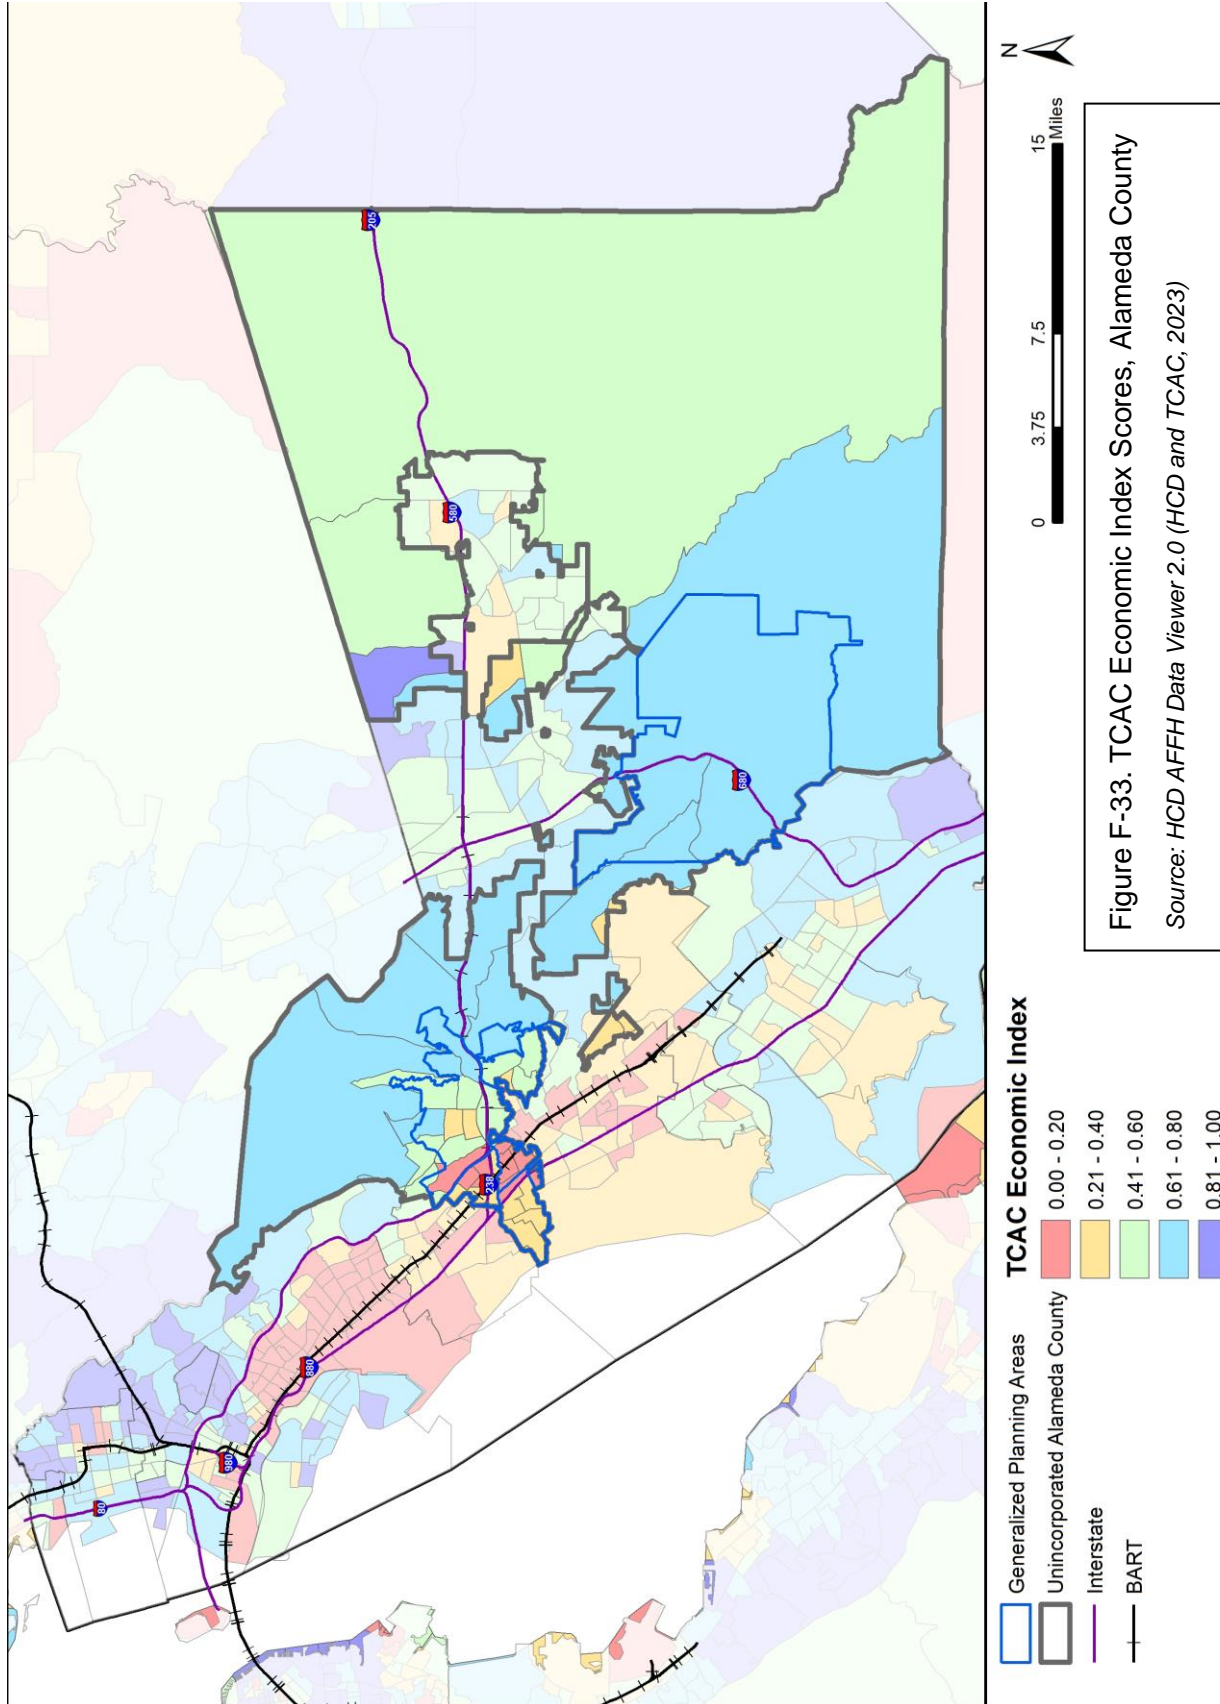 80
980
880
238
580
680
205
N
0
3.75
7.5
15
Miles
Generalized Planning Areas
Unincorporated Alameda County
Interstate
BART
TCAC Economic Index
0.00 - 0.20
0.21 - 0.40
0.41 - 0.60
0.61 - 0.80
0.81 - 1.00
Figure F-33. TCAC Economic Index Scores, Alameda County
Source: HCD AFFH Data Viewer 2.0 (HCD and TCAC, 2023)